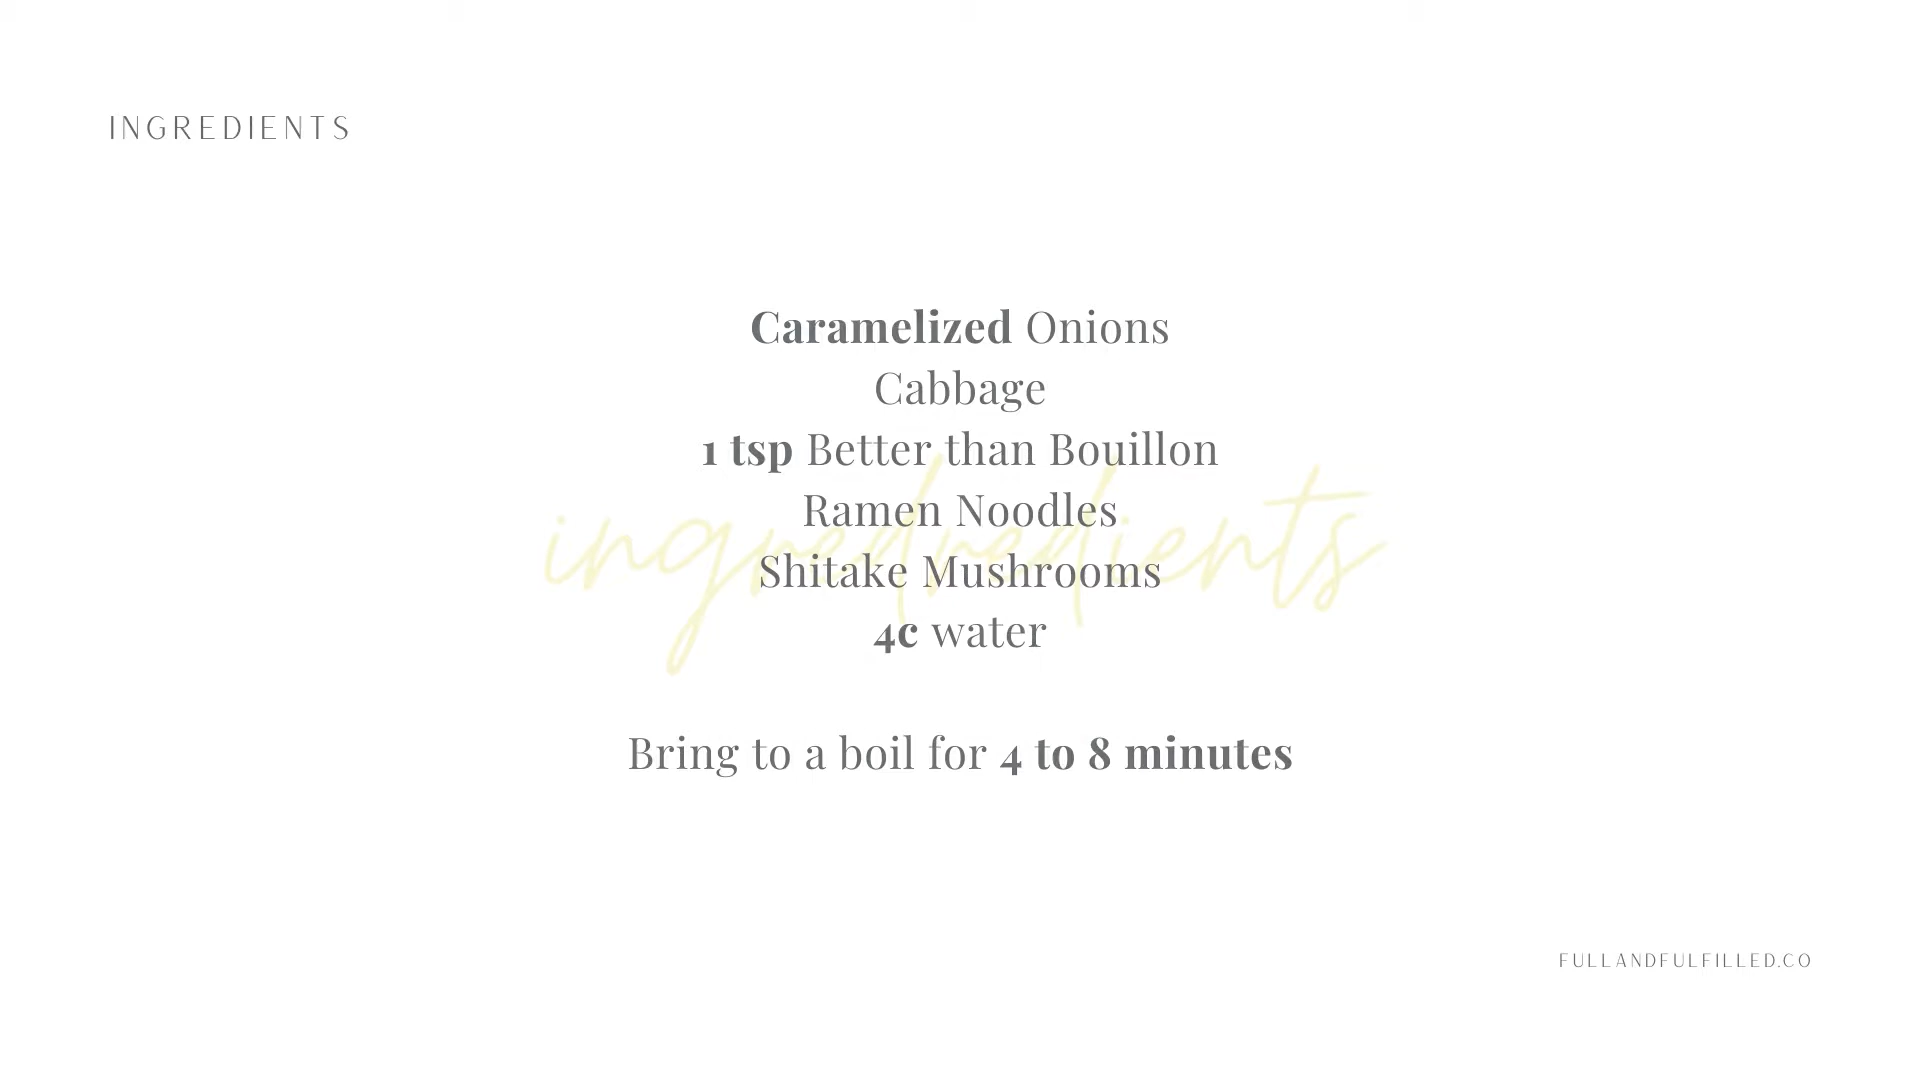 INGREDIENTS
Caramelized Onions
Cabbage
1 tsp Better than Bouillon
Ramen Noodles
ingredredients
Shitake Mushrooms
4c water
Bring to a boil for 4 to 8 minutes
FULLANDFULFILLED.CO